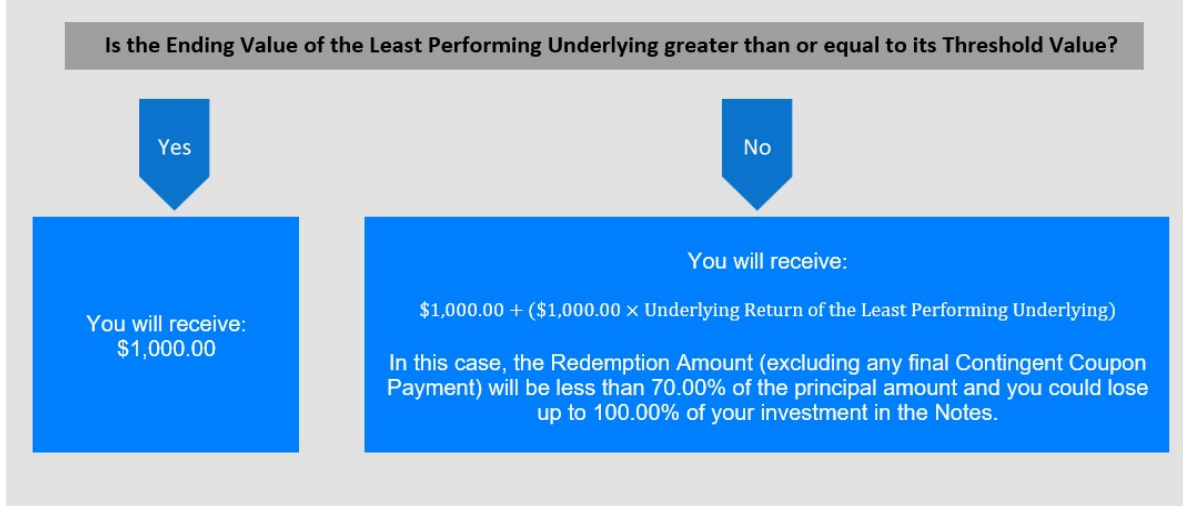 Is the Ending Value of the Least Performing Underlying greater than or equal to its Threshold Value?
Yes
No
You will receive:
$1,000.00
You will receive:
$1,000.00 + ($1,000.00 × Underlying Return of the Least Performing Underlying)
In this case, the Redemption Amount (excluding any final Contingent Coupon
Payment) will be less than 70.00% of the principal amount and you could lose
up to 100.00% of your investment in the Notes.